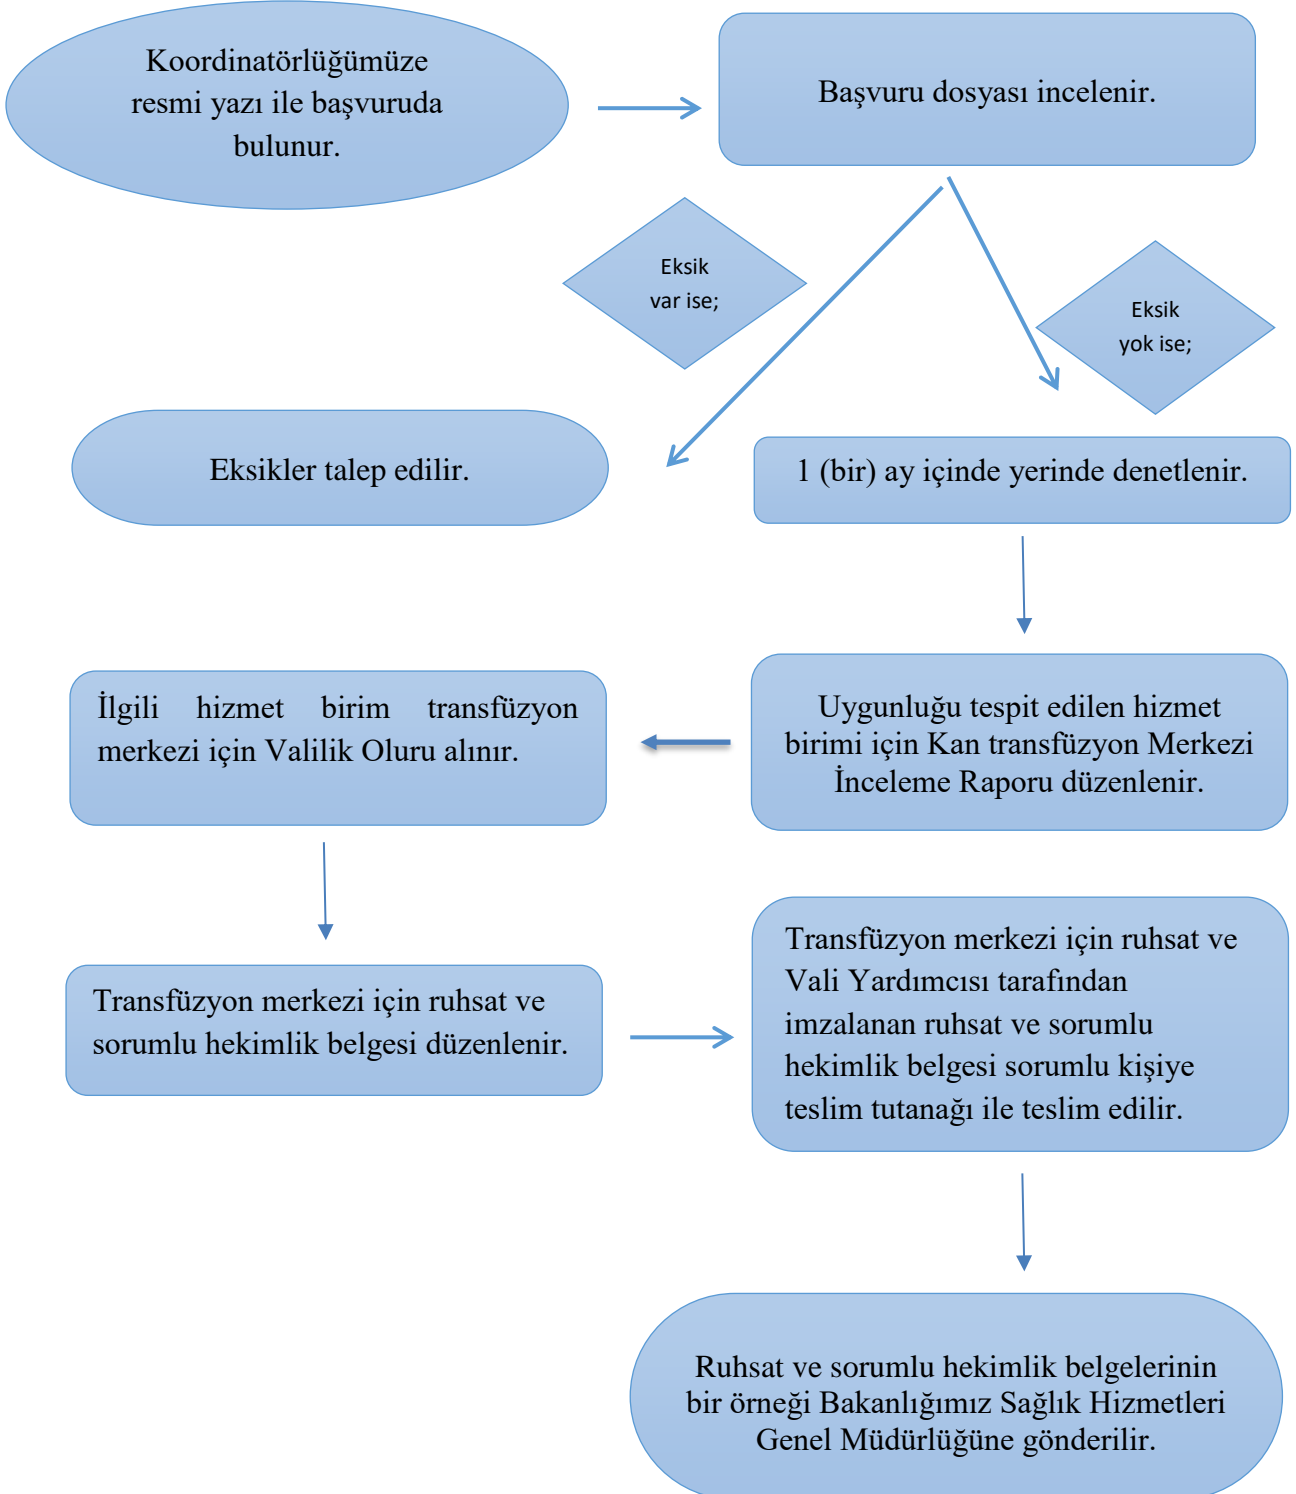 Koordinatörlüğümüze
resmi yazı ile başvuruda
bulunur.
Başvuru dosyası incelenir.
Eksik
var ise;
Eksik
yok ise;
Eksikler talep edilir.
1 (bir) ay içinde yerinde denetlenir.
Uygunluğu tespit edilen hizmet
birimi için Kan transfüzyon Merkezi
İnceleme Raporu düzenlenir.
İlgili hizmet birim transfüzyon
merkezi için Valilik Oluru alınır.
Transfüzyon merkezi için ruhsat ve
sorumlu hekimlik belgesi düzenlenir.
Transfüzyon merkezi için ruhsat ve
Vali Yardımcısı tarafından
imzalanan ruhsat ve sorumlu
hekimlik belgesi sorumlu kişiye
teslim tutanağı ile teslim edilir.
Ruhsat ve sorumlu hekimlik belgelerinin
bir örneği Bakanlığımız Sağlık Hizmetleri
Genel Müdürlüğüne gönderilir.